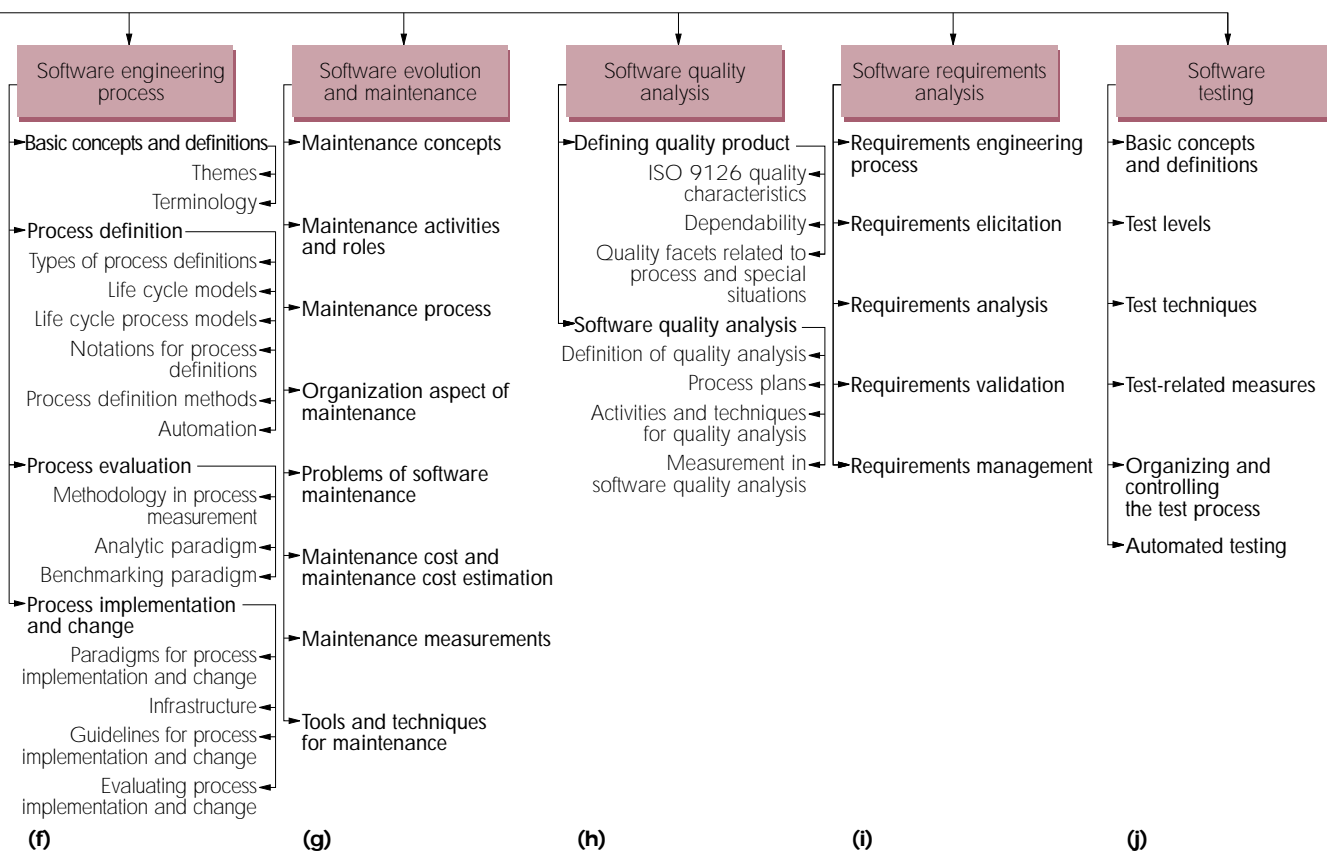 Software engineering
process
Basic concepts and definitions
Themes
Terminology
Process definition
Types of process definitions
Life cycle models
Life cycle process models
Notations for process
definitions
Process definition methods
Automation
Process evaluation
Methodology in process
measurement
Analytic paradigm
Benchmarking paradigm
Process implementation
and change
Paradigms for process
implementation and change
Infrastructure
Guidelines for process
implementation and change
Evaluating process
implementation and change
(f)
Software evolution
and maintenance
Maintenance concepts
Maintenance activities
and roles
Maintenance process
Organization aspect of
maintenance
Problems of software
maintenance
Maintenance cost and
maintenance cost estimation
Maintenance measurements
Tools and techniques
for maintenance
(g)
Software quality
analysis
Defining quality product
ISO 9126 quality
characteristics
Dependability
Quality facets related to
process and special
situations
Software quality analysis
Definition of quality analysis
Process plans
Activities and techniques
for quality analysis
Measurement in
software quality analysis
(h)
Software requirements
analysis
Requirements engineering
process
Requirements elicitation
Requirements analysis
Requirements validation
Requirements management
(i)
Software
testing
Basic concepts
and definitions
Test levels
Test techniques
Test-related measures
Organizing and
controlling
the test process
Automated testing
(j)